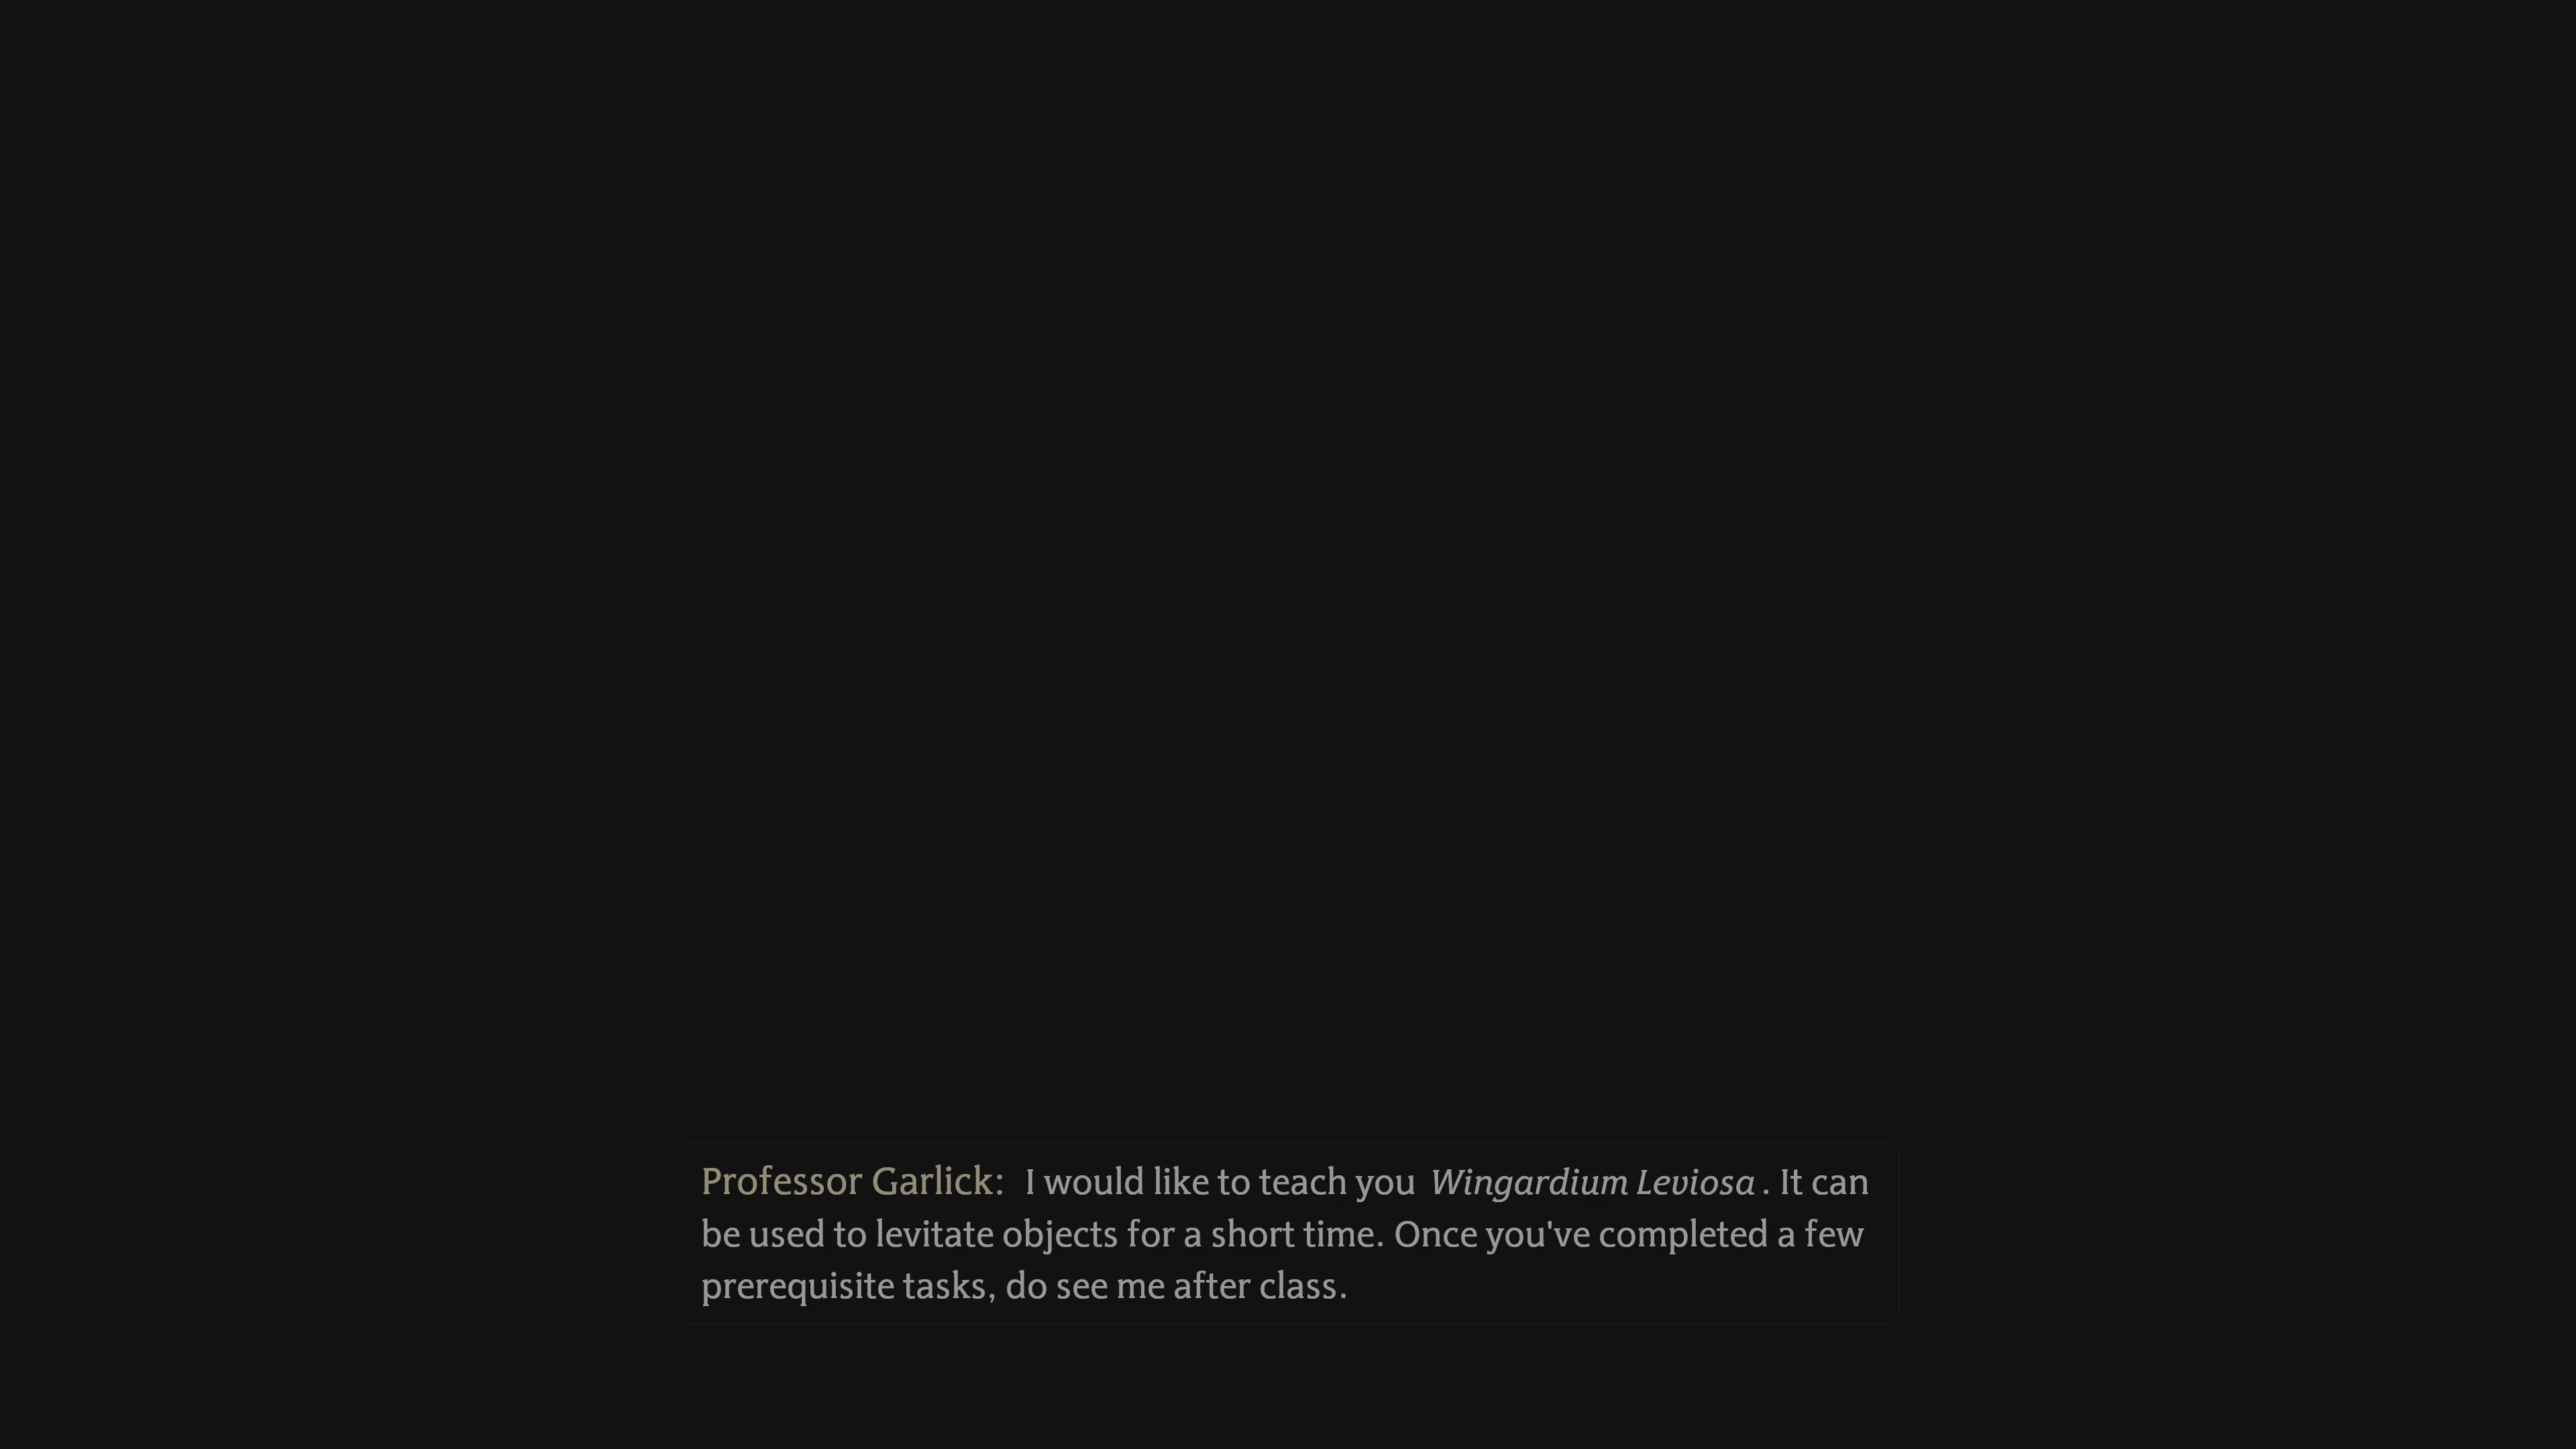 Professor Garlick: I would like to teach you Wingardium Leviosa . It can
be used to levitate objects for a short time. Once you've completed a few
prerequisite tasks, do see me after class.